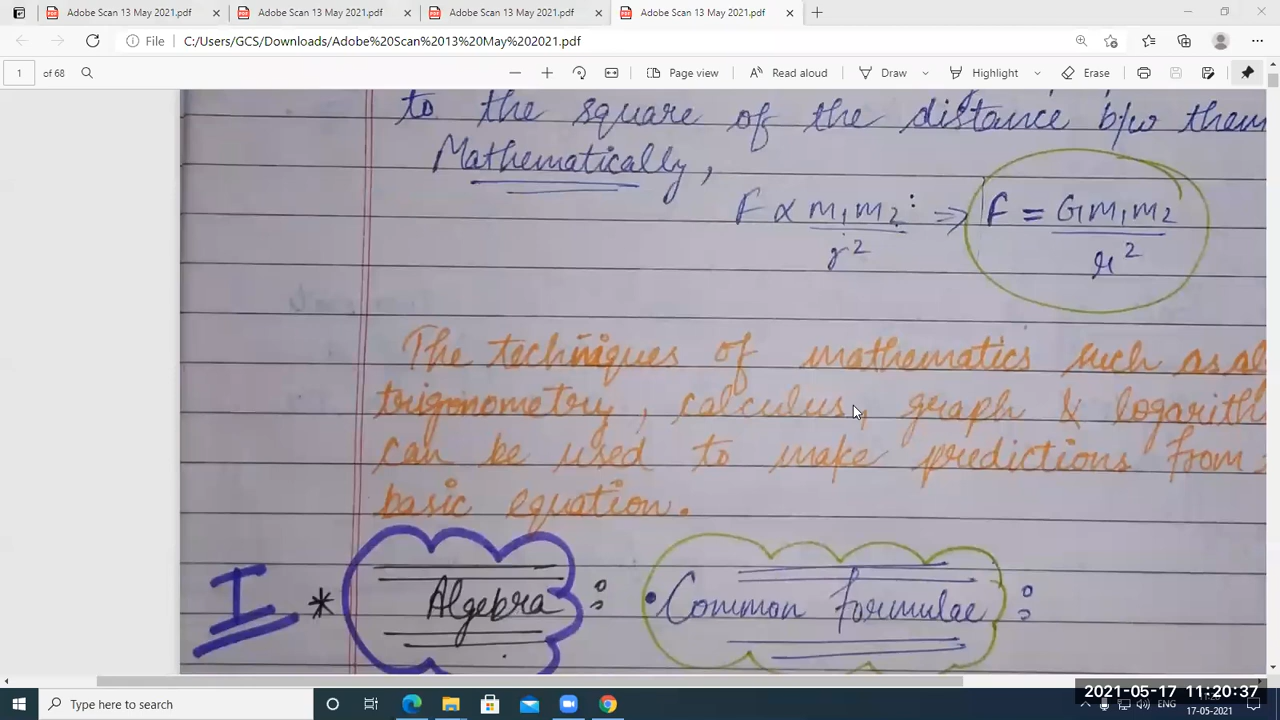 Adobe Scan 13 May 2021.pdf
Adobe Scan 13 May 2021.pdf
Adobe Scan 13 May 2021.pdf
Adobe Scan 13 May 2021.pdf
File C:/Users/GCS/Downloads/Adobe%20Scan%2013%20May%202021.pdf
1 of 68 Page view Read aloud Draw Highlight Erase
to the square of the distance b/w them
Mathematically,
F ∝ m₁m₂/r² : ⇒ F = Gm₁m₂/r²
The techniques of mathematics such as al
trigonometry, calculus, graph & logarith
can be used to make predictions from
basic equation.
I * Algebra : • Common formulae :
2021-05-17 11:20:37
Type here to search ENG 17-05-2021